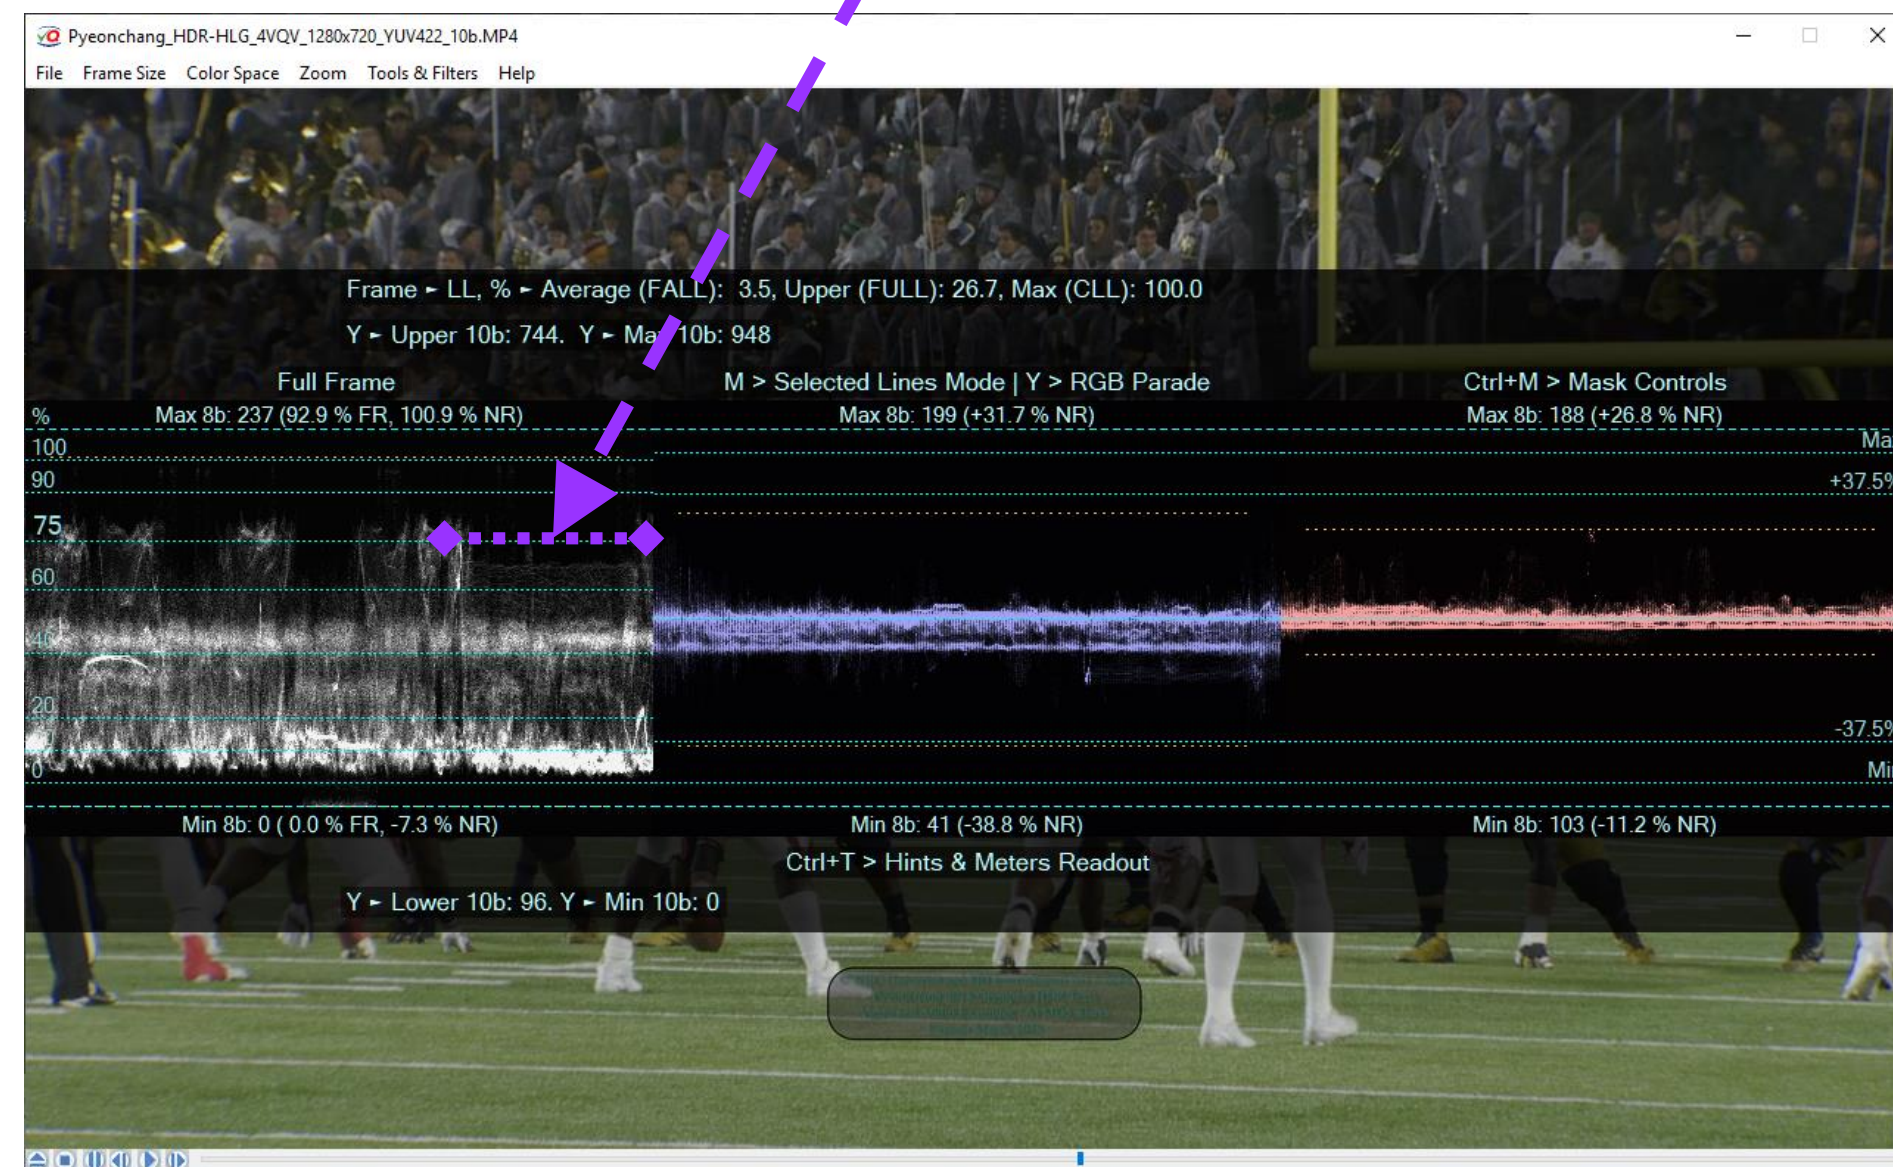 Pyeonchang_HDR-HLG_4VQV_1280x720_YUV422_10b.MP4
File Frame Size Color Space Zoom Tools & Filters Help
Frame ► LL, % ► Average (FALL): 3.5, Upper (FULL): 26.7, Max (CLL): 100.0
Y ► Upper 10b: 744. Y ► Max 10b: 948
Full Frame M > Selected Lines Mode | Y > RGB Parade Ctrl+M > Mask Controls
% Max 8b: 237 (92.9 % FR, 100.9 % NR) Max 8b: 199 (+31.7 % NR) Max 8b: 188 (+26.8 % NR)
100 Ma
90 +37.5%
75
60
40
20
-37.5%
0 Mi
Min 8b: 0 ( 0.0 % FR, -7.3 % NR) Min 8b: 41 (-38.8 % NR) Min 8b: 103 (-11.2 % NR)
Ctrl+T > Hints & Meters Readout
Y ► Lower 10b: 96. Y ► Min 10b: 0